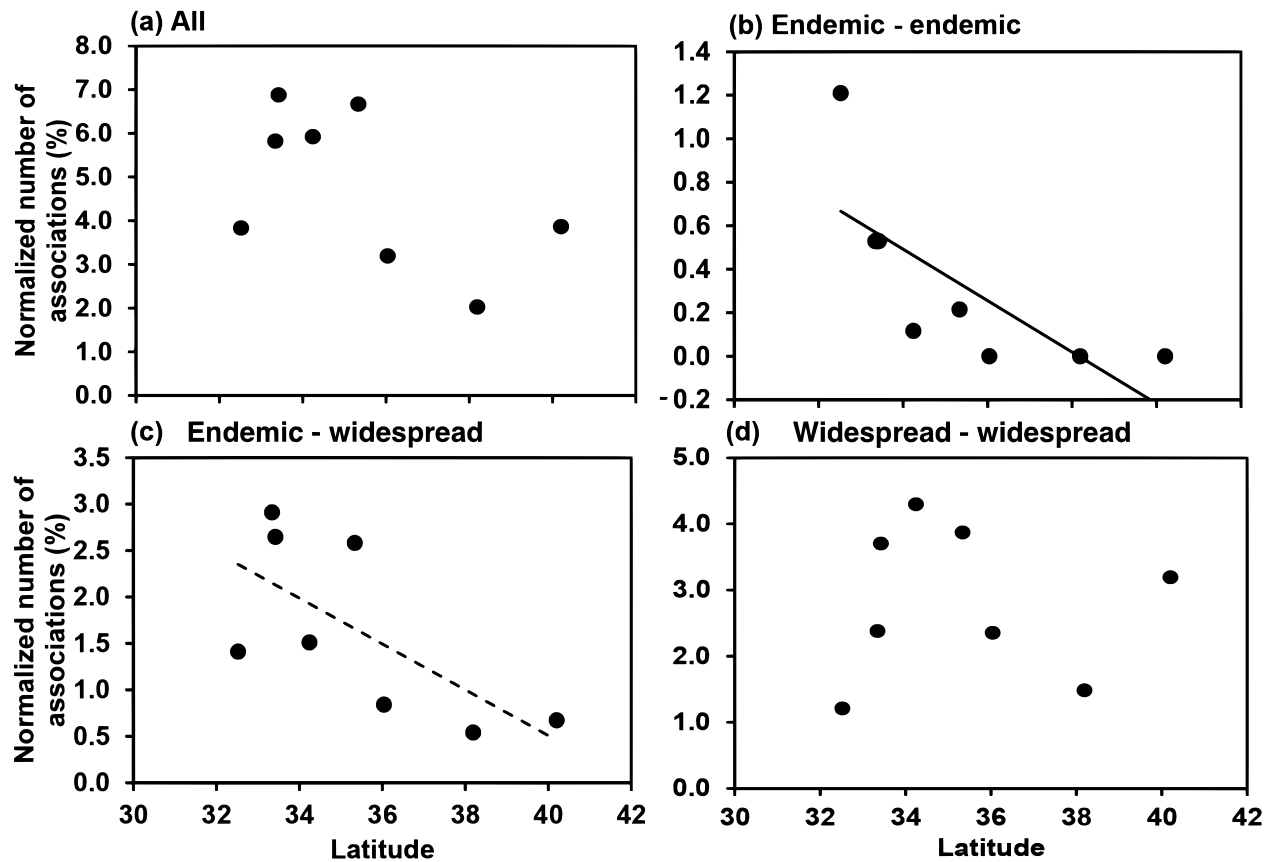 (a) All
8.0
7.0
6.0
5.0
4.0
3.0
2.0
1.0
0.0
Normalized number of
associations (%)
(b) Endemic - endemic
1.4
1.2
1.0
0.8
0.6
0.4
0.2
0.0
-0.2
(c) Endemic - widespread
3.5
3.0
2.5
2.0
1.5
1.0
0.5
0.0
Normalized number of
associations (%)
30 32 34 36 38 40 42
Latitude
(d) Widespread - widespread
5.0
4.0
3.0
2.0
1.0
0.0
30 32 34 36 38 40 42
Latitude